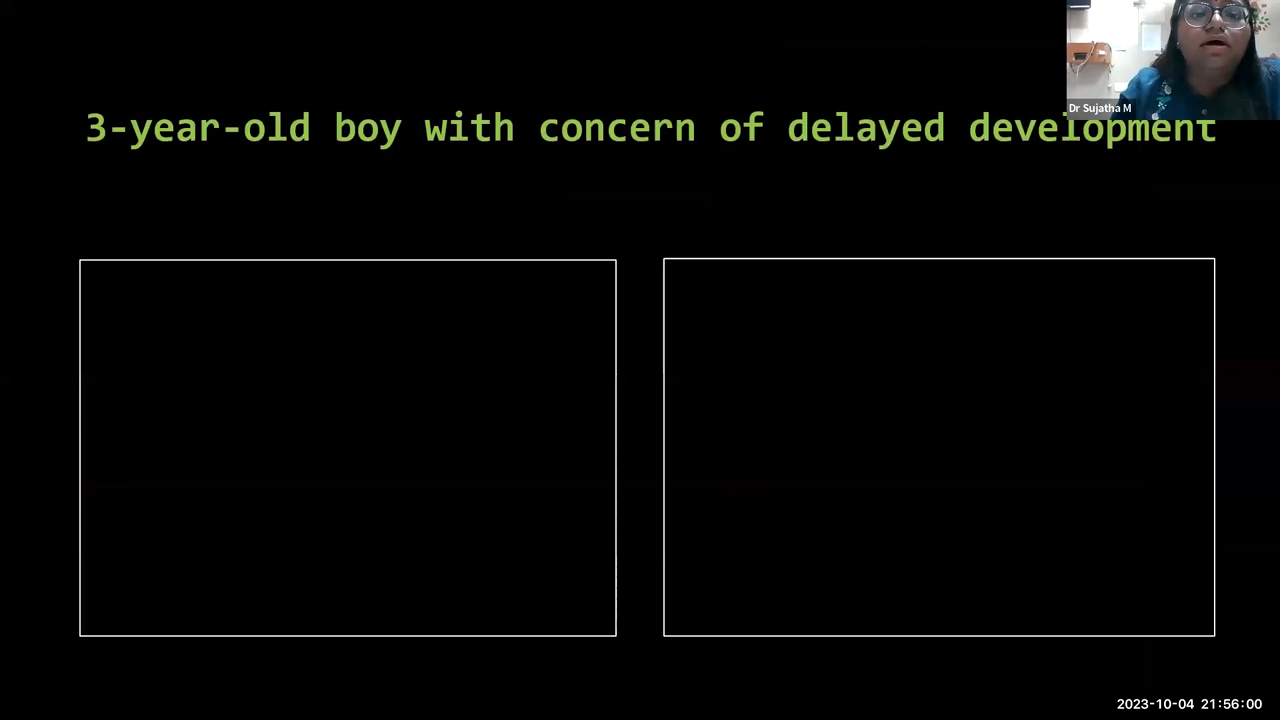 Dr Sujatha M
3-year-old boy with concern of delayed development
2023-10-04 21:56:00